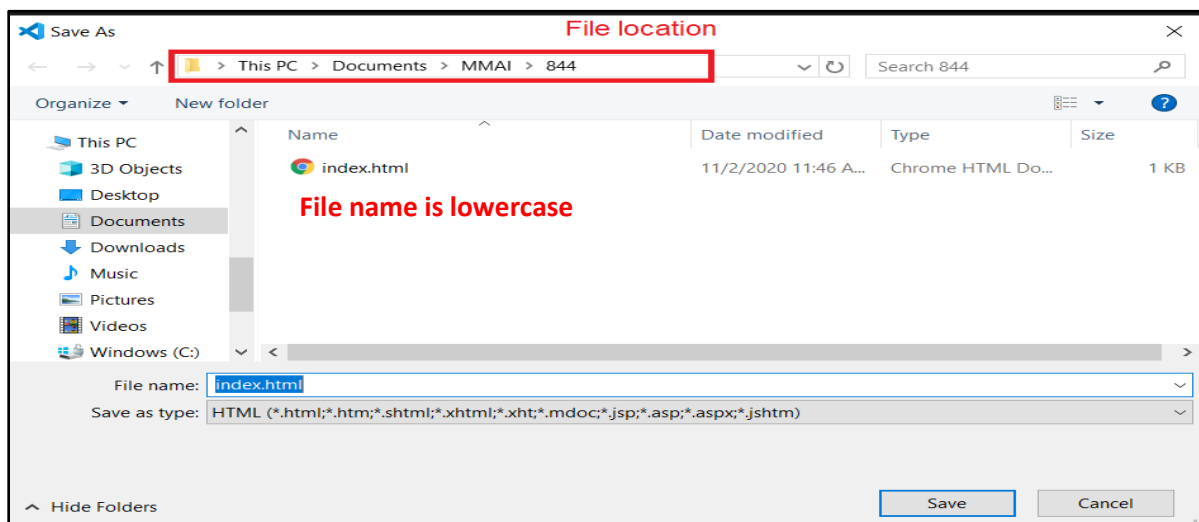 Save As
File location
> This PC > Documents > MMAI > 844
Search 844
Organize
New folder
?
Name
Date modified
Type
Size
This PC
3D Objects
Desktop
Documents
Downloads
Music
Pictures
Videos
Windows (C:)
index.html
11/2/2020 11:46 A...
Chrome HTML Do...
1 KB
File name is lowercase
File name: index.html
Save as type: HTML (*.html;*.htm;*.shtml;*.xhtml;*.xht;*.mdoc;*.jsp;*.asp;*.aspx;*.jshtm)
Hide Folders
Save
Cancel